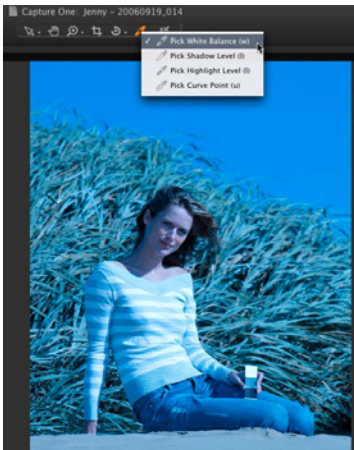 Capture One: Jenny – 20060919_014
✓ Pick White Balance (w)
Pick Shadow Level (l)
Pick Highlight Level (l)
Pick Curve Point (u)